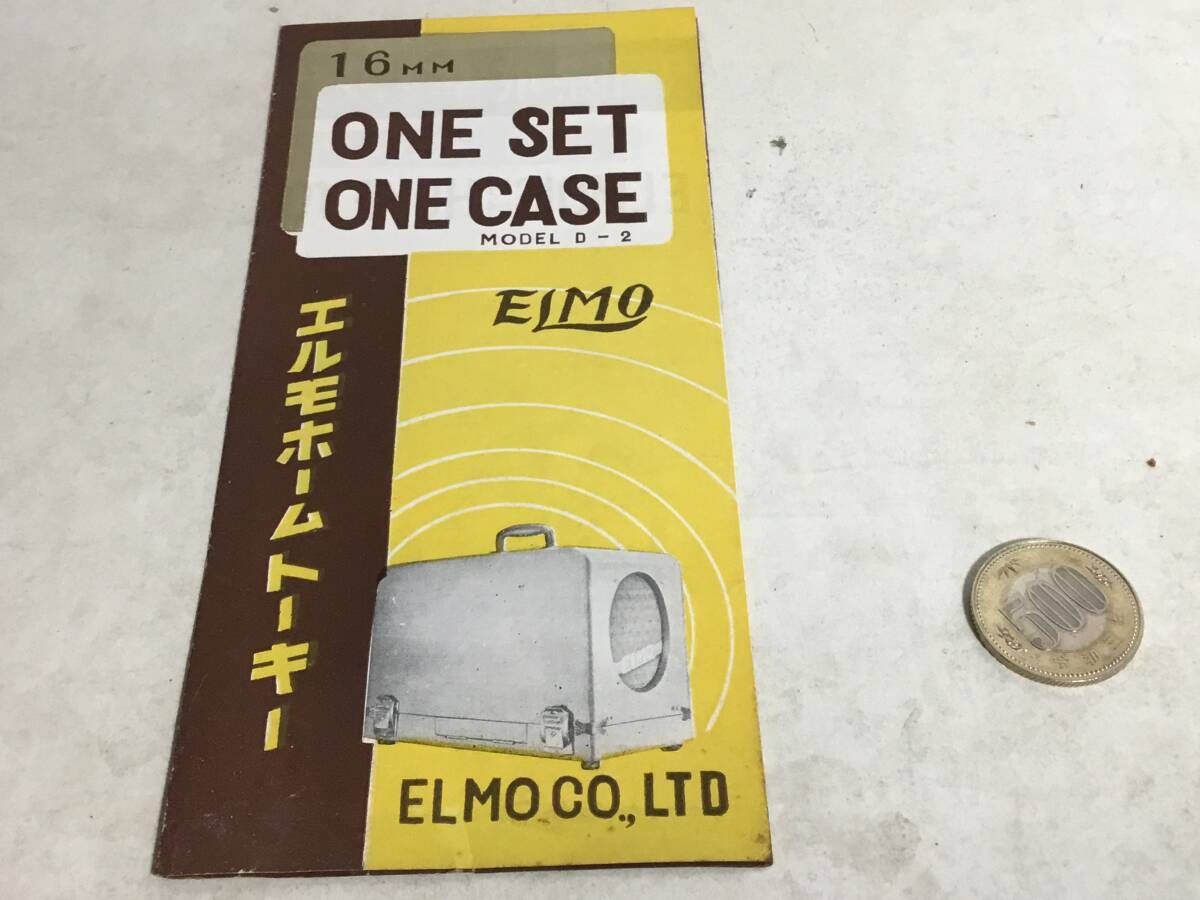 16MM
ONE SET
ONE CASE
MODEL D-2
ELMO
エルモホームトーキー
ELMO CO., LTD
500